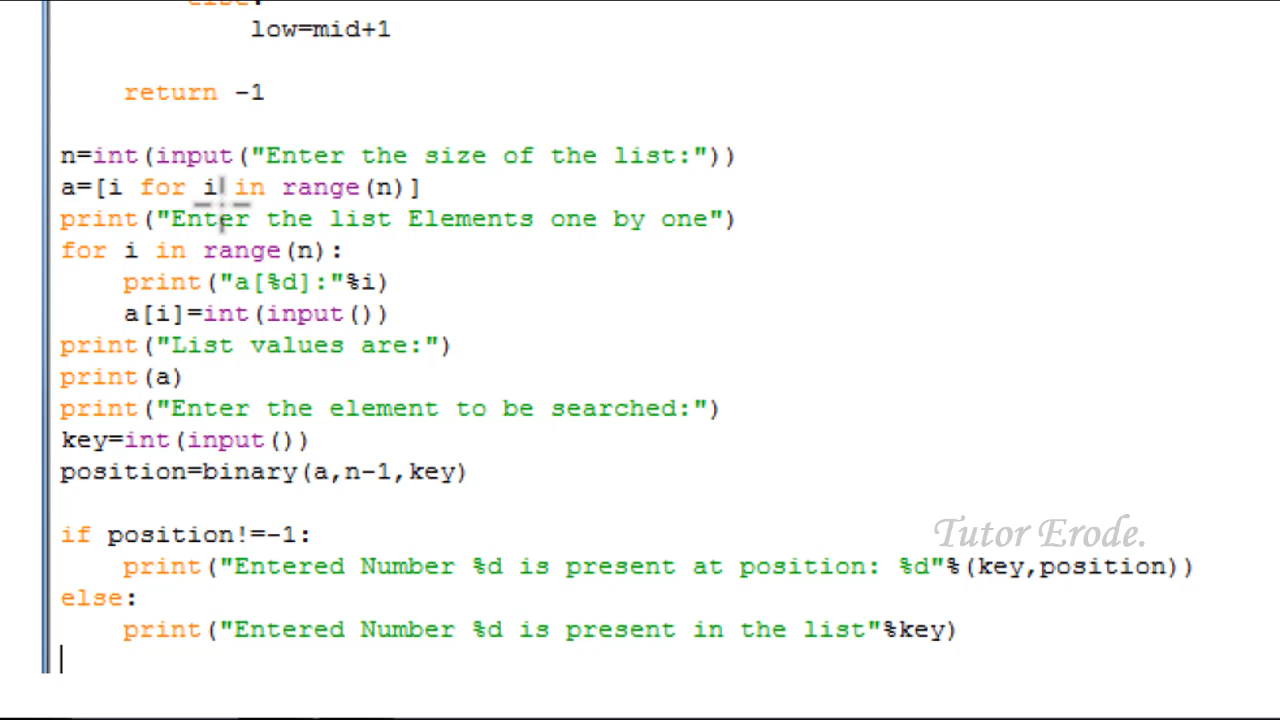 else:
            low=mid+1
    return -1
n=int(input("Enter the size of the list:"))
a=[i for i in range(n)]
print("Enter the list Elements one by one")
for i in range(n):
    print("a[%d]:"%i)
    a[i]=int(input())
print("List values are:")
print(a)
print("Enter the element to be searched:")
key=int(input())
position=binary(a,n-1,key)
if position!=-1:
    print("Entered Number %d is present at position: %d"%(key,position))
else:
    print("Entered Number %d is present in the list"%key)
Tutor Erode.